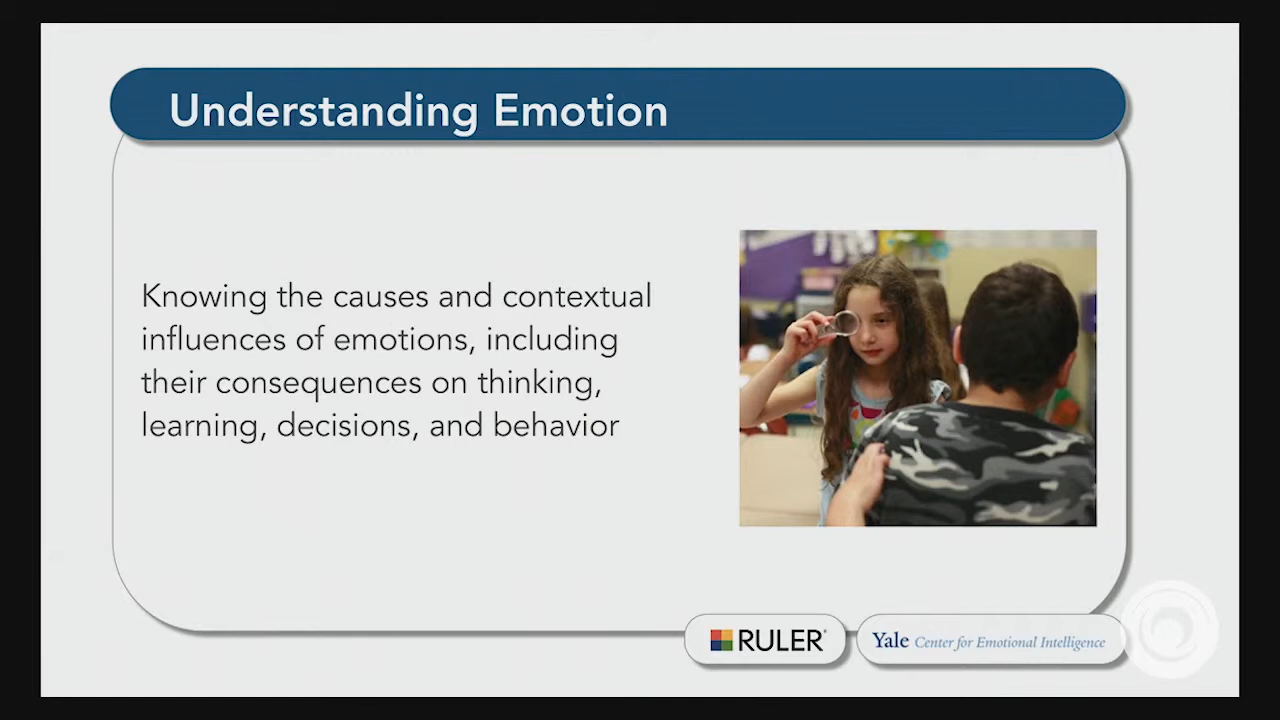 Understanding Emotion
Knowing the causes and contextual
influences of emotions, including
their consequences on thinking,
learning, decisions, and behavior
RULER®
Yale Center for Emotional Intelligence